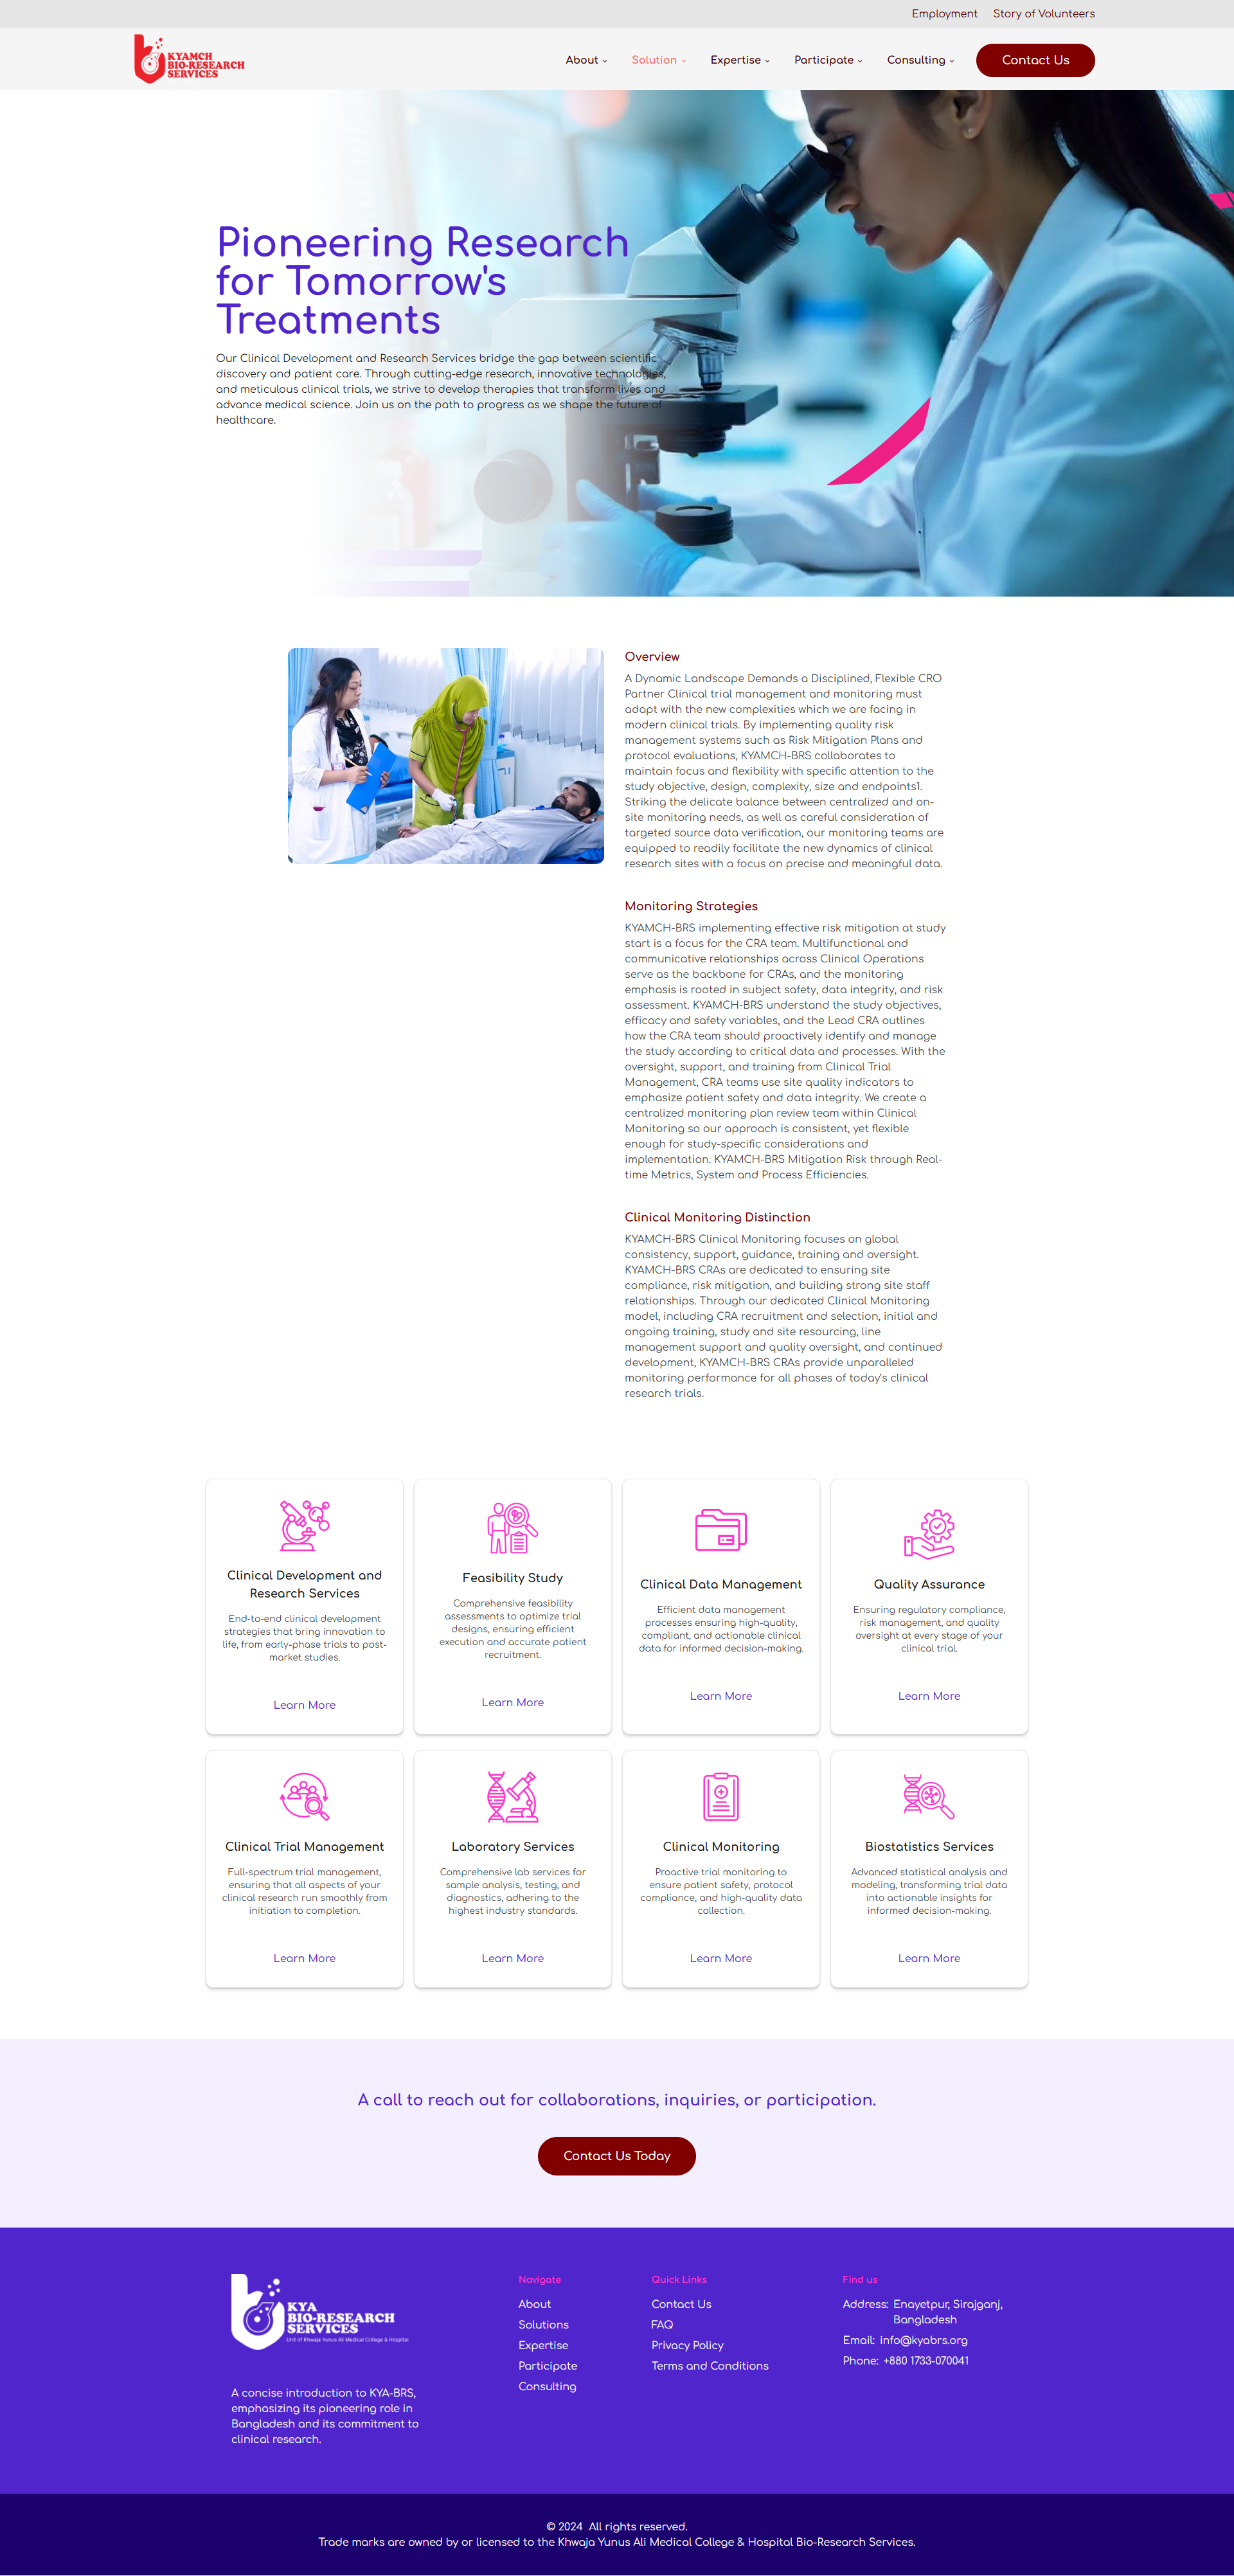 Employment Story of Volunteers
KYAMCH
BIO-RESEARCH
SERVICES
About Solution Expertise Participate Consulting Contact Us
Pioneering Research
for Tomorrow's
Treatments
Our Clinical Development and Research Services bridge the gap between scientific
discovery and patient care. Through cutting-edge research, innovative technologies,
and meticulous clinical trials, we strive to develop therapies that transform lives and
advance medical science. Join us on the path to progress as we shape the future of
healthcare.
Overview
A Dynamic Landscape Demands a Disciplined, Flexible CRO
Partner Clinical trial management and monitoring must
adapt with the new complexities which we are facing in
modern clinical trials. By implementing quality risk
management systems such as Risk Mitigation Plans and
protocol evaluations, KYAMCH-BRS collaborates to
maintain focus and flexibility with specific attention to the
study objective, design, complexity, size and endpoints1.
Striking the delicate balance between centralized and on-
site monitoring needs, as well as careful consideration of
targeted source data verification, our monitoring teams are
equipped to readily facilitate the new dynamics of clinical
research sites with a focus on precise and meaningful data.
Monitoring Strategies
KYAMCH-BRS implementing effective risk mitigation at study
start is a focus for the CRA team. Multifunctional and
communicative relationships across Clinical Operations
serve as the backbone for CRAs, and the monitoring
emphasis is rooted in subject safety, data integrity, and risk
assessment. KYAMCH-BRS understand the study objectives,
efficacy and safety variables, and the Lead CRA outlines
how the CRA team should proactively identify and manage
the study according to critical data and processes. With the
oversight, support, and training from Clinical Trial
Management, CRA teams use site quality indicators to
emphasize patient safety and data integrity. We create a
centralized monitoring plan review team within Clinical
Monitoring so our approach is consistent, yet flexible
enough for study-specific considerations and
implementation. KYAMCH-BRS Mitigation Risk through Real-
time Metrics, System and Process Efficiencies.
Clinical Monitoring Distinction
KYAMCH-BRS Clinical Monitoring focuses on global
consistency, support, guidance, training and oversight.
KYAMCH-BRS CRAs are dedicated to ensuring site
compliance, risk mitigation, and building strong site staff
relationships. Through our dedicated Clinical Monitoring
model, including CRA recruitment and selection, initial and
ongoing training, study and site resourcing, line
management support and quality oversight, and continued
development, KYAMCH-BRS CRAs provide unparalleled
monitoring performance for all phases of today's clinical
research trials.
Clinical Development and
Research Services
End-to-end clinical development
strategies that bring innovation to
life, from early-phase trials to post-
market studies.
Learn More
Feasibility Study
Comprehensive feasibility
assessments to optimize trial
designs, ensuring efficient
execution and accurate patient
recruitment.
Learn More
Clinical Data Management
Efficient data management
processes ensuring high-quality,
compliant, and actionable clinical
data for informed decision-making.
Learn More
Quality Assurance
Ensuring regulatory compliance,
risk management, and quality
oversight at every stage of your
clinical trial.
Learn More
Clinical Trial Management
Full-spectrum trial management,
ensuring that all aspects of your
clinical research run smoothly from
initiation to completion.
Learn More
Laboratory Services
Comprehensive lab services for
sample analysis, testing, and
diagnostics, adhering to the
highest industry standards.
Learn More
Clinical Monitoring
Proactive trial monitoring to
ensure patient safety, protocol
compliance, and high-quality data
collection.
Learn More
Biostatistics Services
Advanced statistical analysis and
modeling, transforming trial data
into actionable insights for
informed decision-making.
Learn More
A call to reach out for collaborations, inquiries, or participation.
Contact Us Today
KYA
BIO-RESEARCH
SERVICES
Unit of Khwaja Yunus Ali Medical College & Hospital
A concise introduction to KYA-BRS,
emphasizing its pioneering role in
Bangladesh and its commitment to
clinical research.
Navigate
About
Solutions
Expertise
Participate
Consulting
Quick Links
Contact Us
FAQ
Privacy Policy
Terms and Conditions
Find us
Address: Enayetpur, Sirajganj,
Bangladesh
Email: info@kyabrs.org
Phone: +880 1733-070041
© 2024 All rights reserved.
Trade marks are owned by or licensed to the Khwaja Yunus Ali Medical College & Hospital Bio-Research Services.